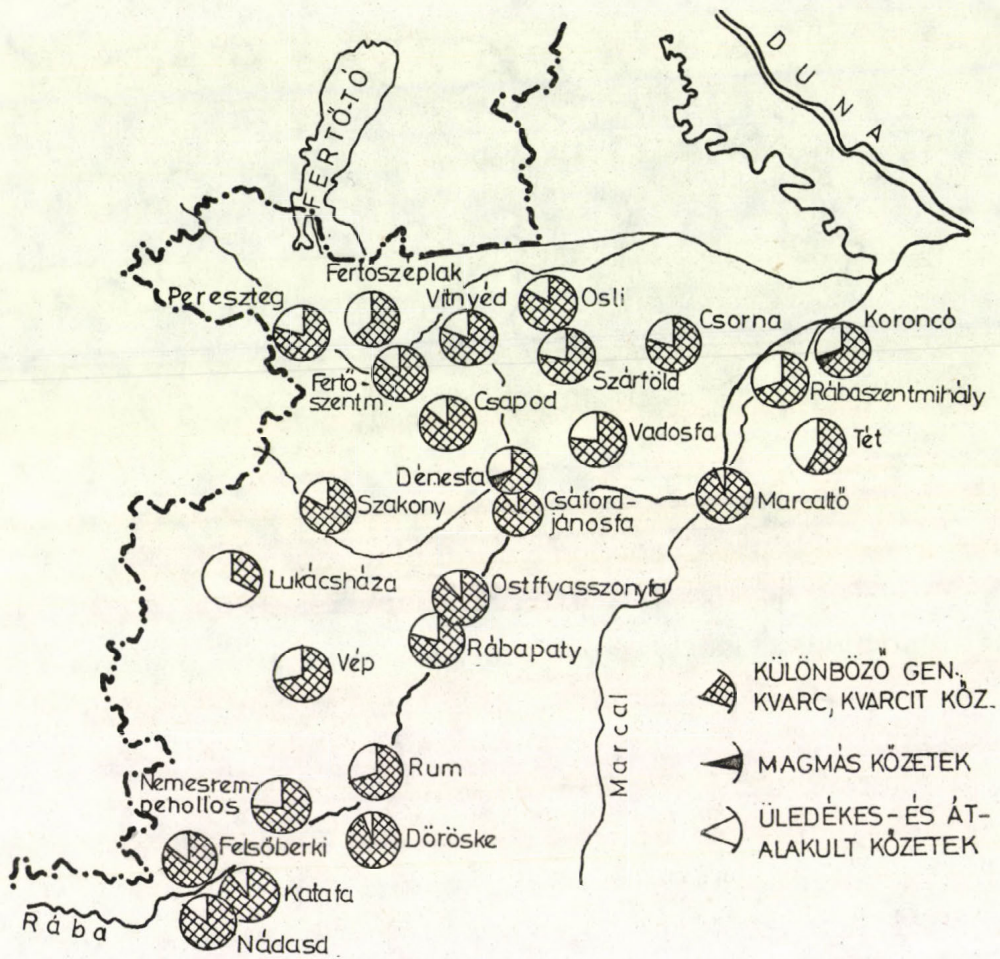 DUNA
FERTŐ-TÓ
Fertőszéplak
Pereszteg
Vitnyéd
Osli
Csorna
Koroncó
Fertő-
szentm.
Szárföld
Rábaszentmihály
Csapod
Vadosfa
Tét
Dénesfa
Szakony
Csáford-
jánosfa
Marcaltő
Lukácsháza
Ostffyasszonyfa
Rábapaty
Vép
KÜLÖNBÖZŐ GEN.
KVARC, KVARCIT KŐZ.
Marcal
MAGMÁS KŐZETEK
Rum
Nemesrem-
pehollos
ÜLEDÉKES- ÉS ÁT-
ALAKULT KŐZETEK
Felsőberki
Döröske
Katafa
Rába
Nádasd